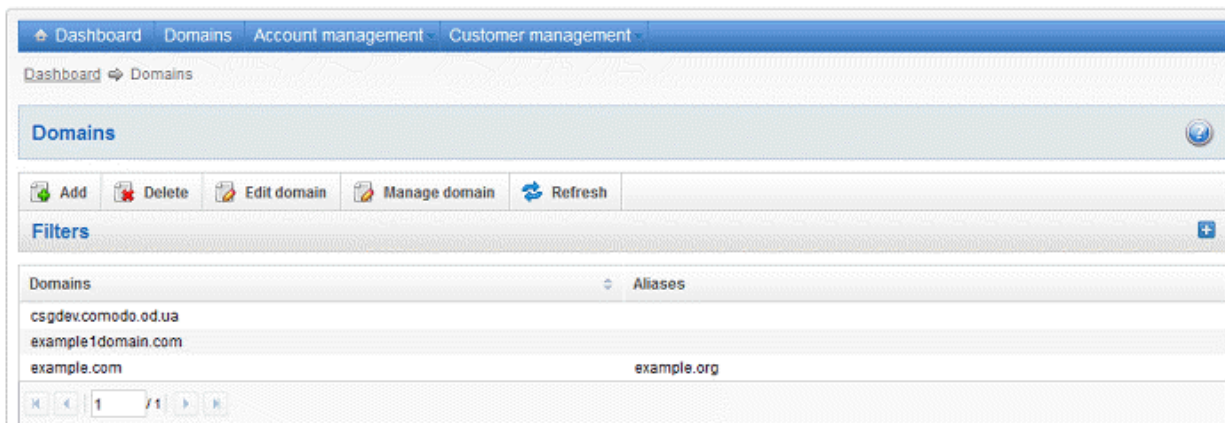 Dashboard Domains Account management Customer management
Dashboard Domains
Domains
Add Delete Edit domain Manage domain Refresh
Filters
Domains Aliases
csgdev.comodo.od.ua
example1domain.com
example.com example.org
1 / 1